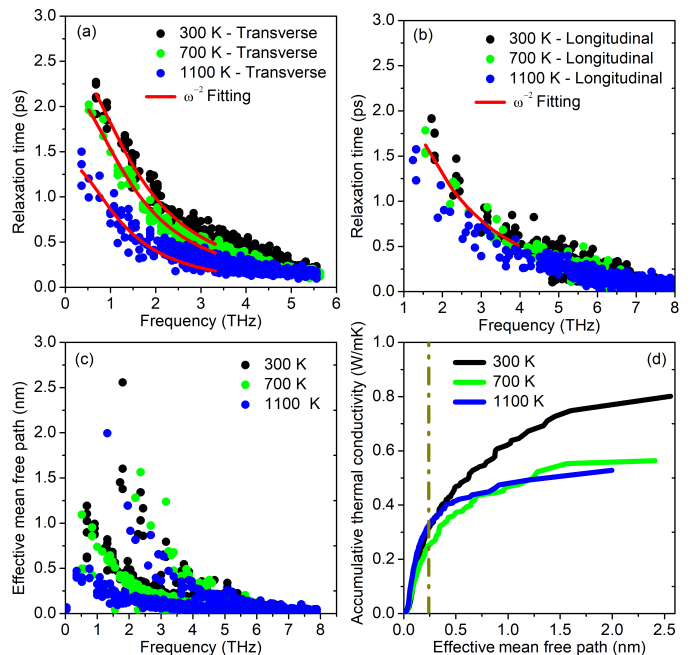 (a)
300 K - Transverse
700 K - Transverse
1100 K - Transverse
ω⁻² Fitting
Relaxation time (ps)
0.0
0.5
1.0
1.5
2.0
2.5
3.0
0 1 2 3 4 5 6
Frequency (THz)
(b)
300 K - Longitudinal
700 K - Longitudinal
1100 K - Longitudinal
ω⁻² Fitting
Relaxation time (ps)
0.0
0.5
1.0
1.5
2.0
2.5
3.0
1 2 3 4 5 6 7 8
Frequency (THz)
(c)
300 K
700 K
1100 K
Effective mean free path (nm)
0.0
0.5
1.0
1.5
2.0
2.5
3.0
0 1 2 3 4 5 6 7 8
Frequency (THz)
(d)
300 K
700 K
1100 K
Accumulative thermal conductivity (W/mK)
0.0
0.2
0.4
0.6
0.8
1.0
0.0 0.5 1.0 1.5 2.0 2.5
Effective mean free path (nm)